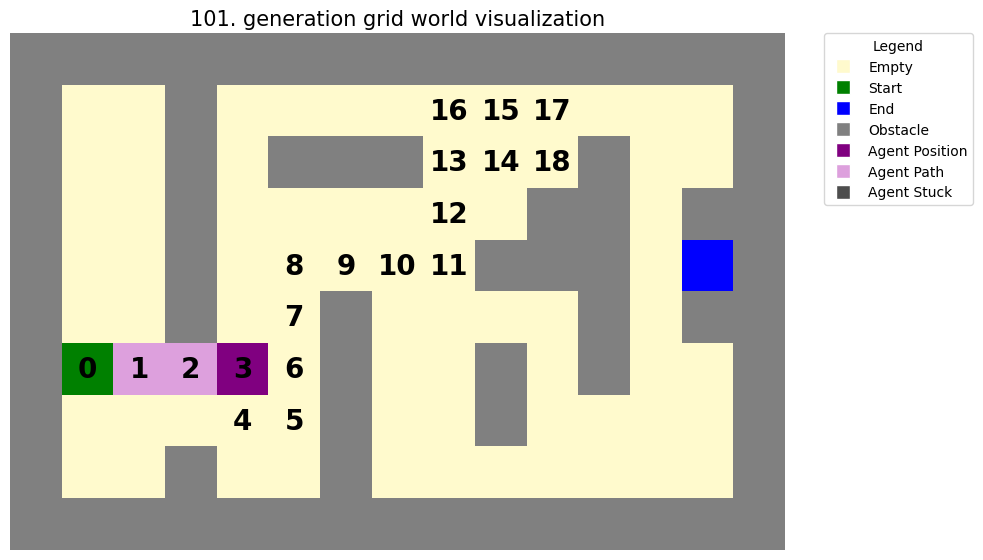 101. generation grid world visualization
Legend
Empty
Start
End
Obstacle
Agent Position
Agent Path
Agent Stuck
16 15 17
13 14 18
12
8 9 10 11
7
0 1 2 3 6
4 5